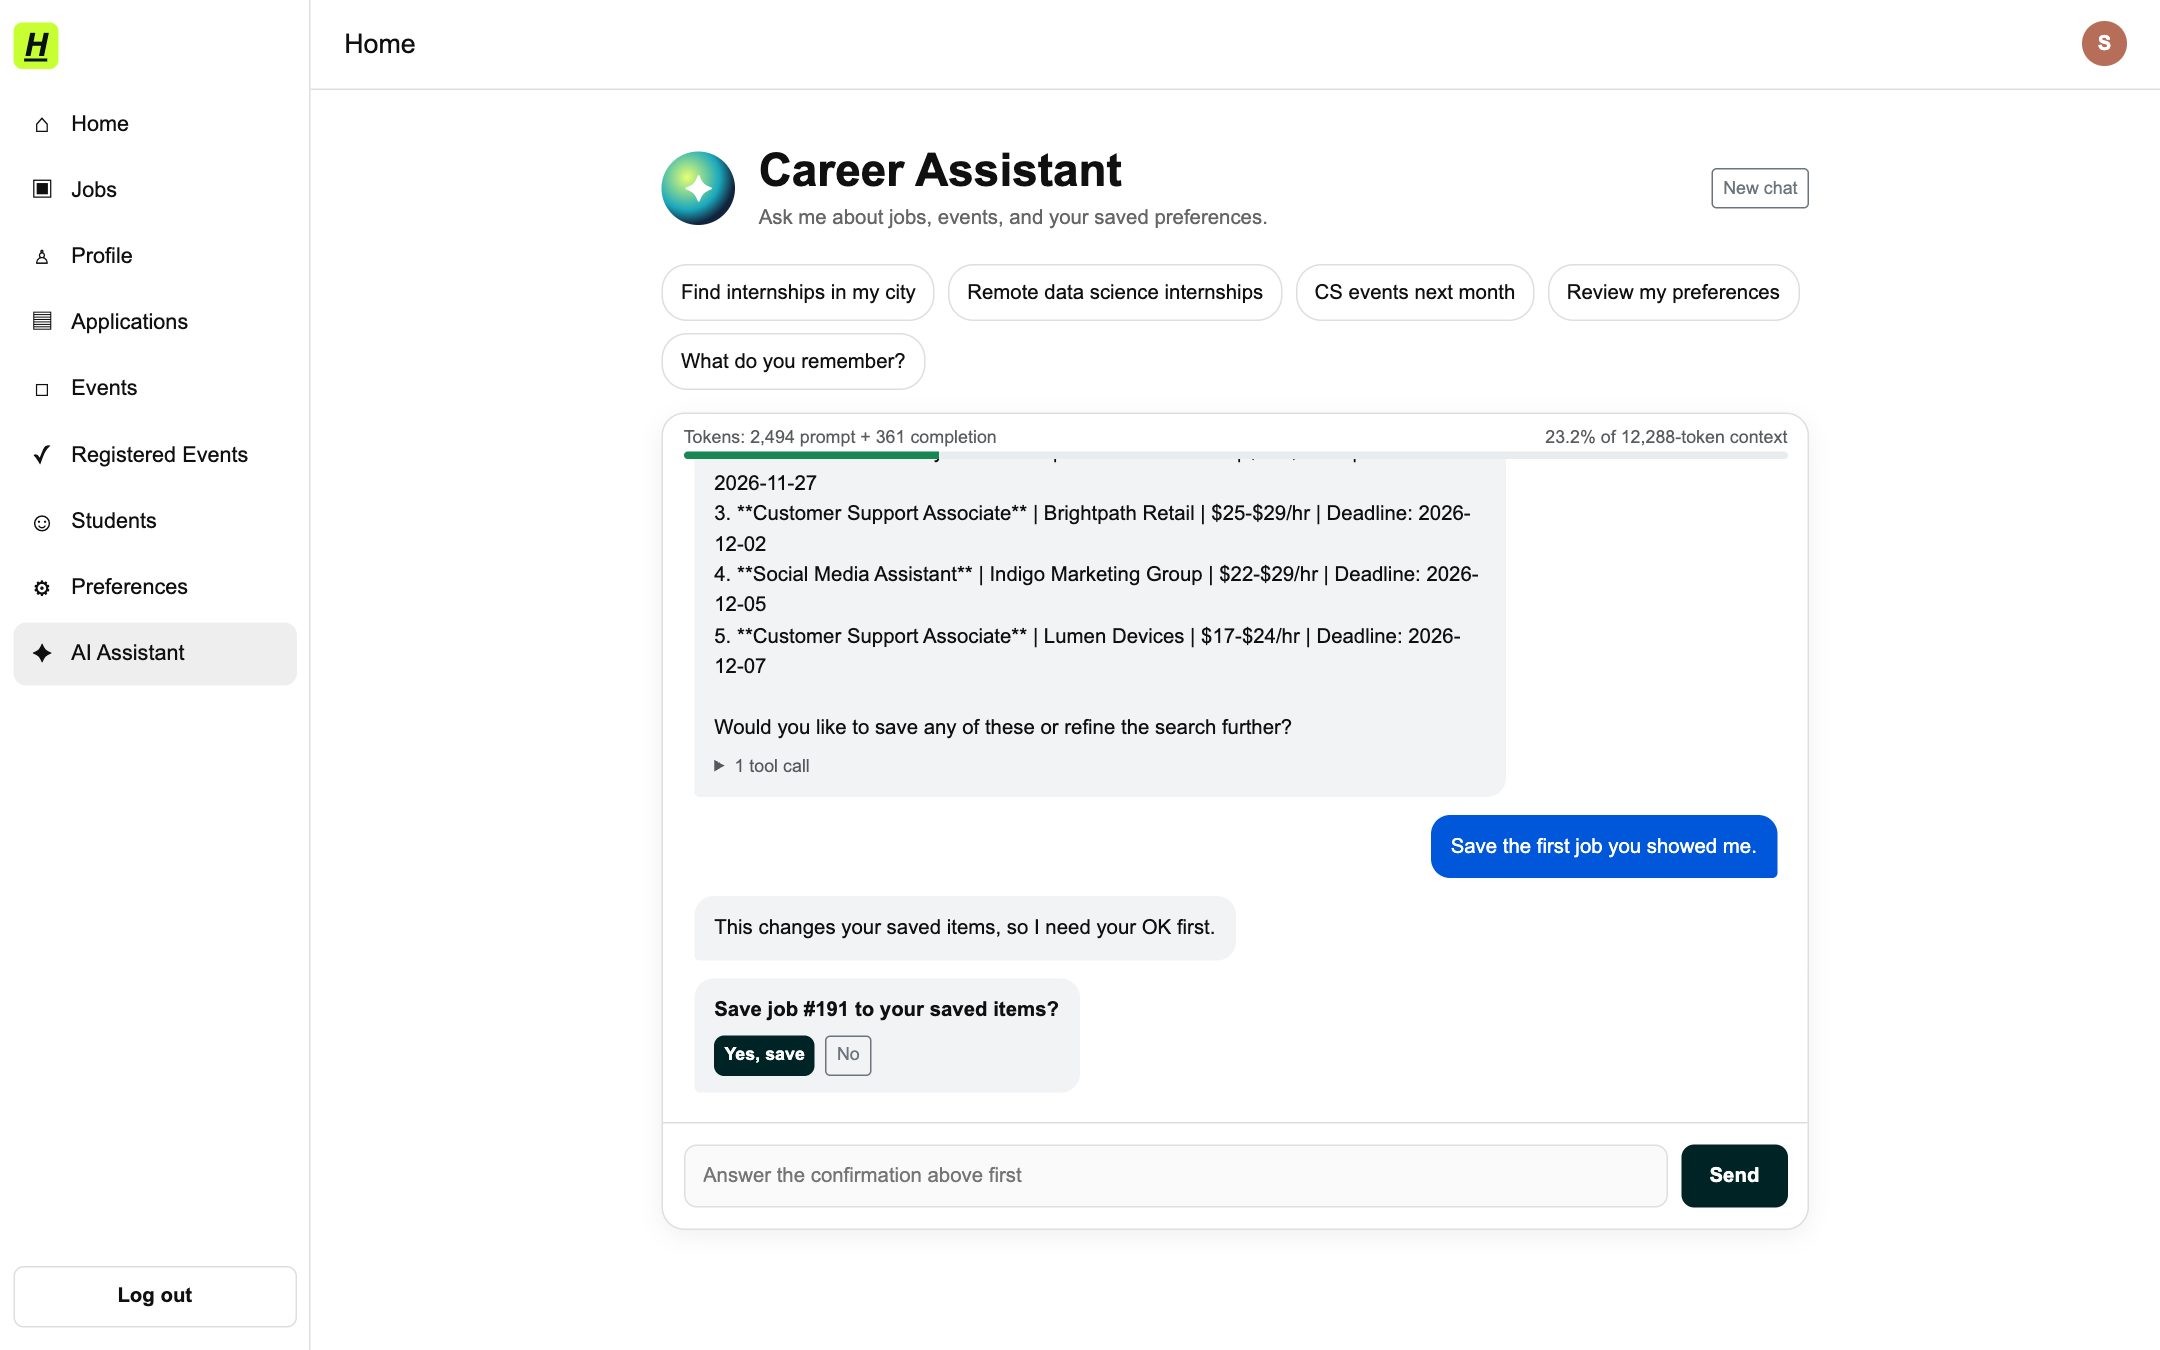 H
Home
Jobs
Profile
Applications
Events
Registered Events
Students
Preferences
AI Assistant
Log out
Home
S
Career Assistant
Ask me about jobs, events, and your saved preferences.
New chat
Find internships in my city
Remote data science internships
CS events next month
Review my preferences
What do you remember?
Tokens: 2,494 prompt + 361 completion
23.2% of 12,288-token context
2026-11-27
3. **Customer Support Associate** | Brightpath Retail | $25-$29/hr | Deadline: 2026-
12-02
4. **Social Media Assistant** | Indigo Marketing Group | $22-$29/hr | Deadline: 2026-
12-05
5. **Customer Support Associate** | Lumen Devices | $17-$24/hr | Deadline: 2026-
12-07
Would you like to save any of these or refine the search further?
1 tool call
Save the first job you showed me.
This changes your saved items, so I need your OK first.
Save job #191 to your saved items?
Yes, save
No
Answer the confirmation above first
Send